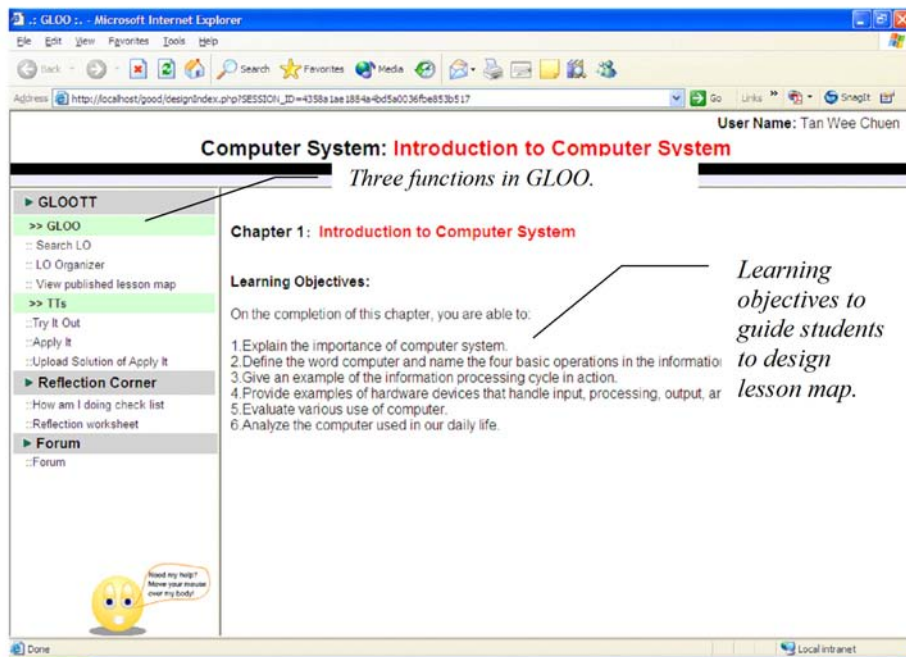 .: GLOO :. - Microsoft Internet Explorer
File Edit View Favorites Tools Help
Back Search Favorites Media
Address http://localhost/good/designIndex.php?SESSION_ID=4358a1ae1884a4bd5a0036fbe853b517 Go Links SnagIt
User Name: Tan Wee Chuen
Computer System: Introduction to Computer System
Three functions in GLOO.
GLOOTT
>> GLOO
:: Search LO
:: LO Organizer
:: View published lesson map
>> TTs
::Try It Out
::Apply It
::Upload Solution of Apply It
Reflection Corner
::How am I doing check list
::Reflection worksheet
Forum
::Forum
Need my help?
Move your mouse
over my body!
Chapter 1: Introduction to Computer System
Learning Objectives:
On the completion of this chapter, you are able to:
1.Explain the importance of computer system.
2.Define the word computer and name the four basic operations in the information
3.Give an example of the information processing cycle in action.
4.Provide examples of hardware devices that handle input, processing, output, ar
5.Evaluate various use of computer.
6.Analyze the computer used in our daily life.
Learning
objectives to
guide students
to design
lesson map.
Done Local intranet